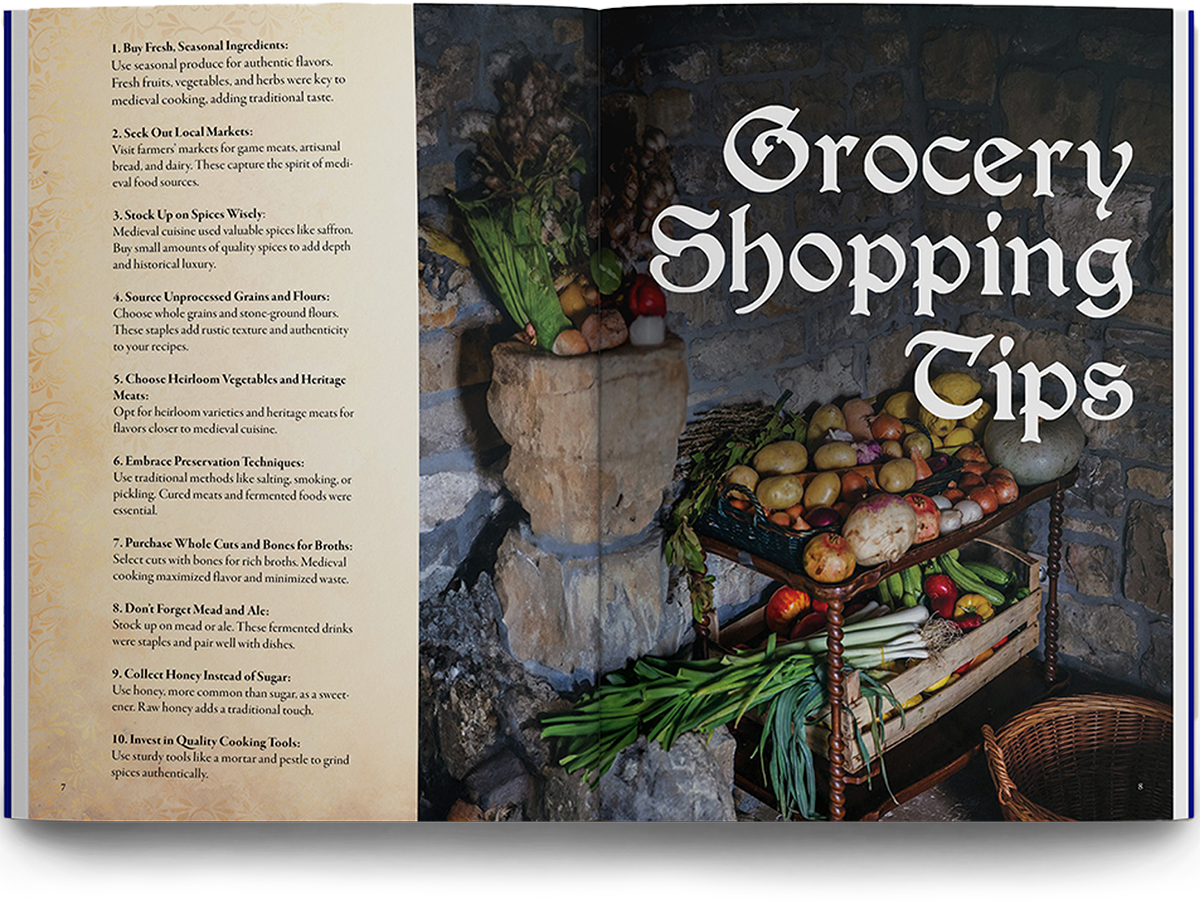 1. Buy Fresh, Seasonal Ingredients:
Use seasonal produce for authentic flavors.
Fresh fruits, vegetables, and herbs were key to
medieval cooking, adding traditional taste.
2. Seek Out Local Markets:
Visit farmers' markets for game meats, artisanal
bread, and dairy. These capture the spirit of medi-
eval food sources.
3. Stock Up on Spices Wisely:
Medieval cuisine used valuable spices like saffron.
Buy small amounts of quality spices to add depth
and historical luxury.
4. Source Unprocessed Grains and Flours:
Choose whole grains and stone-ground flours.
These staples add rustic texture and authenticity
to your recipes.
5. Choose Heirloom Vegetables and Heritage
Meats:
Opt for heirloom varieties and heritage meats for
flavors closer to medieval cuisine.
6. Embrace Preservation Techniques:
Use traditional methods like salting, smoking, or
pickling. Cured meats and fermented foods were
essential.
7. Purchase Whole Cuts and Bones for Broths:
Select cuts with bones for rich broths. Medieval
cooking maximized flavor and minimized waste.
8. Don't Forget Mead and Ale:
Stock up on mead or ale. These fermented drinks
were staples and pair well with dishes.
9. Collect Honey Instead of Sugar:
Use honey, more common than sugar, as a sweet-
ener. Raw honey adds a traditional touch.
10. Invest in Quality Cooking Tools:
Use sturdy tools like a mortar and pestle to grind
spices authentically.
7
Grocery
Shopping
Tips
8